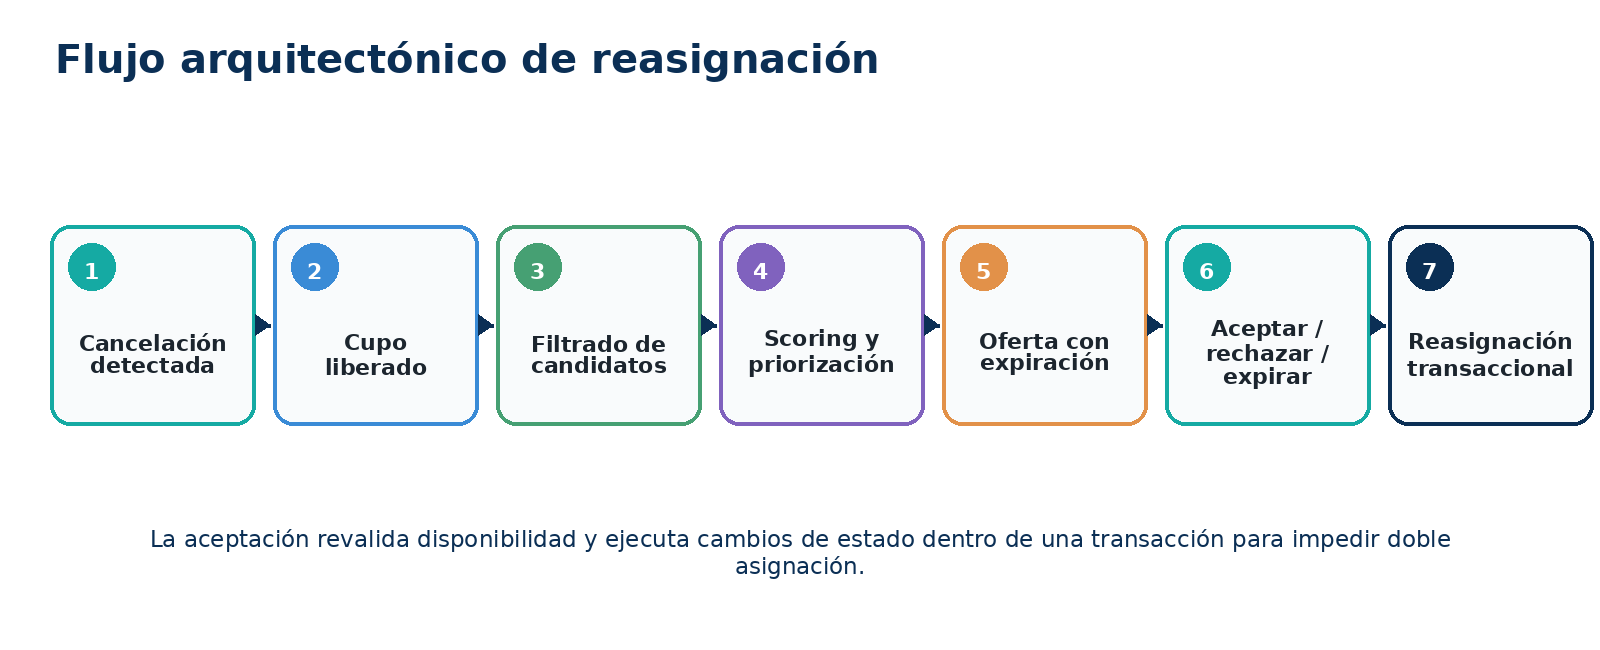 Flujo arquitectónico de reasignación
1
Cancelación
detectada
2
Cupo
liberado
3
Filtrado de
candidatos
4
Scoring y
priorización
5
Oferta con
expiración
6
Aceptar /
rechazar /
expirar
7
Reasignación
transaccional
La aceptación revalida disponibilidad y ejecuta cambios de estado dentro de una transacción para impedir doble
asignación.